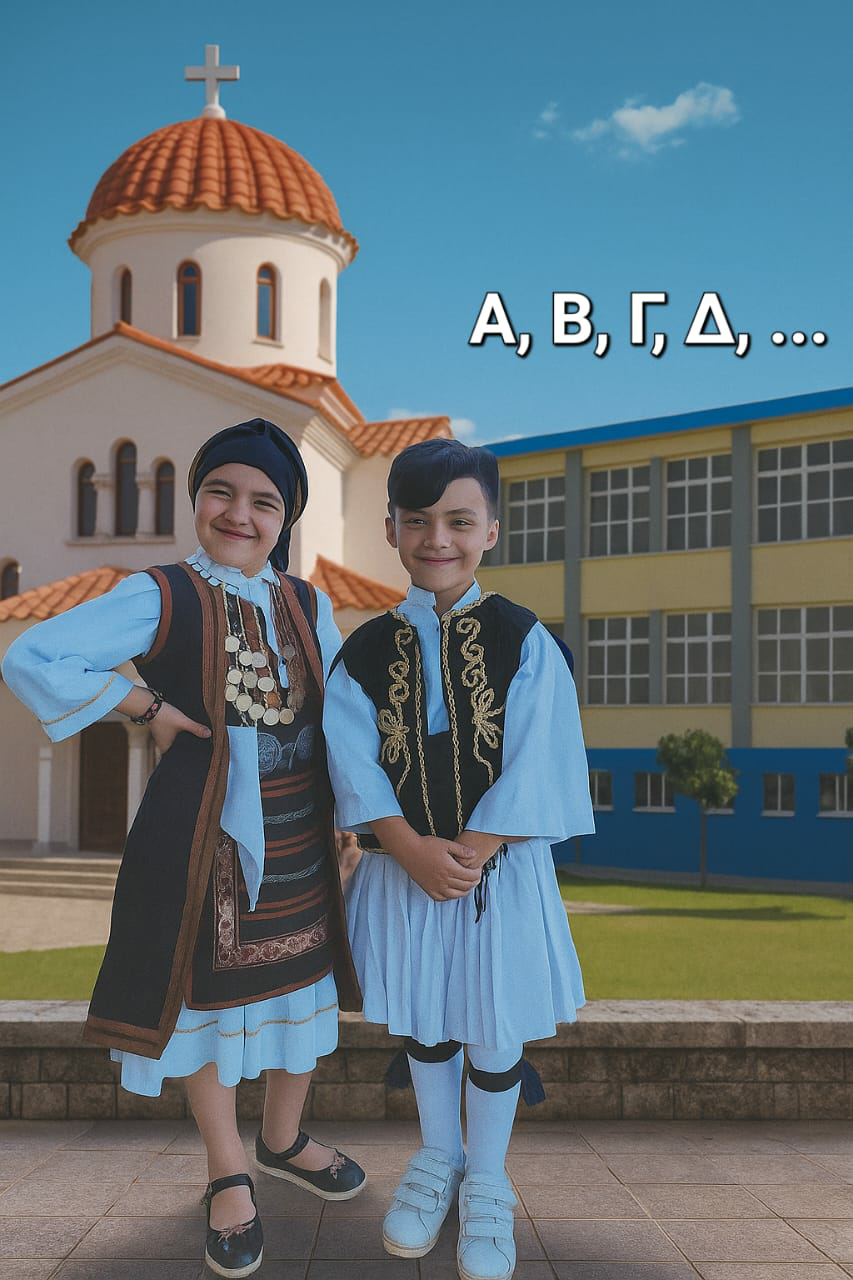 Α, Β, Γ, Δ, ...